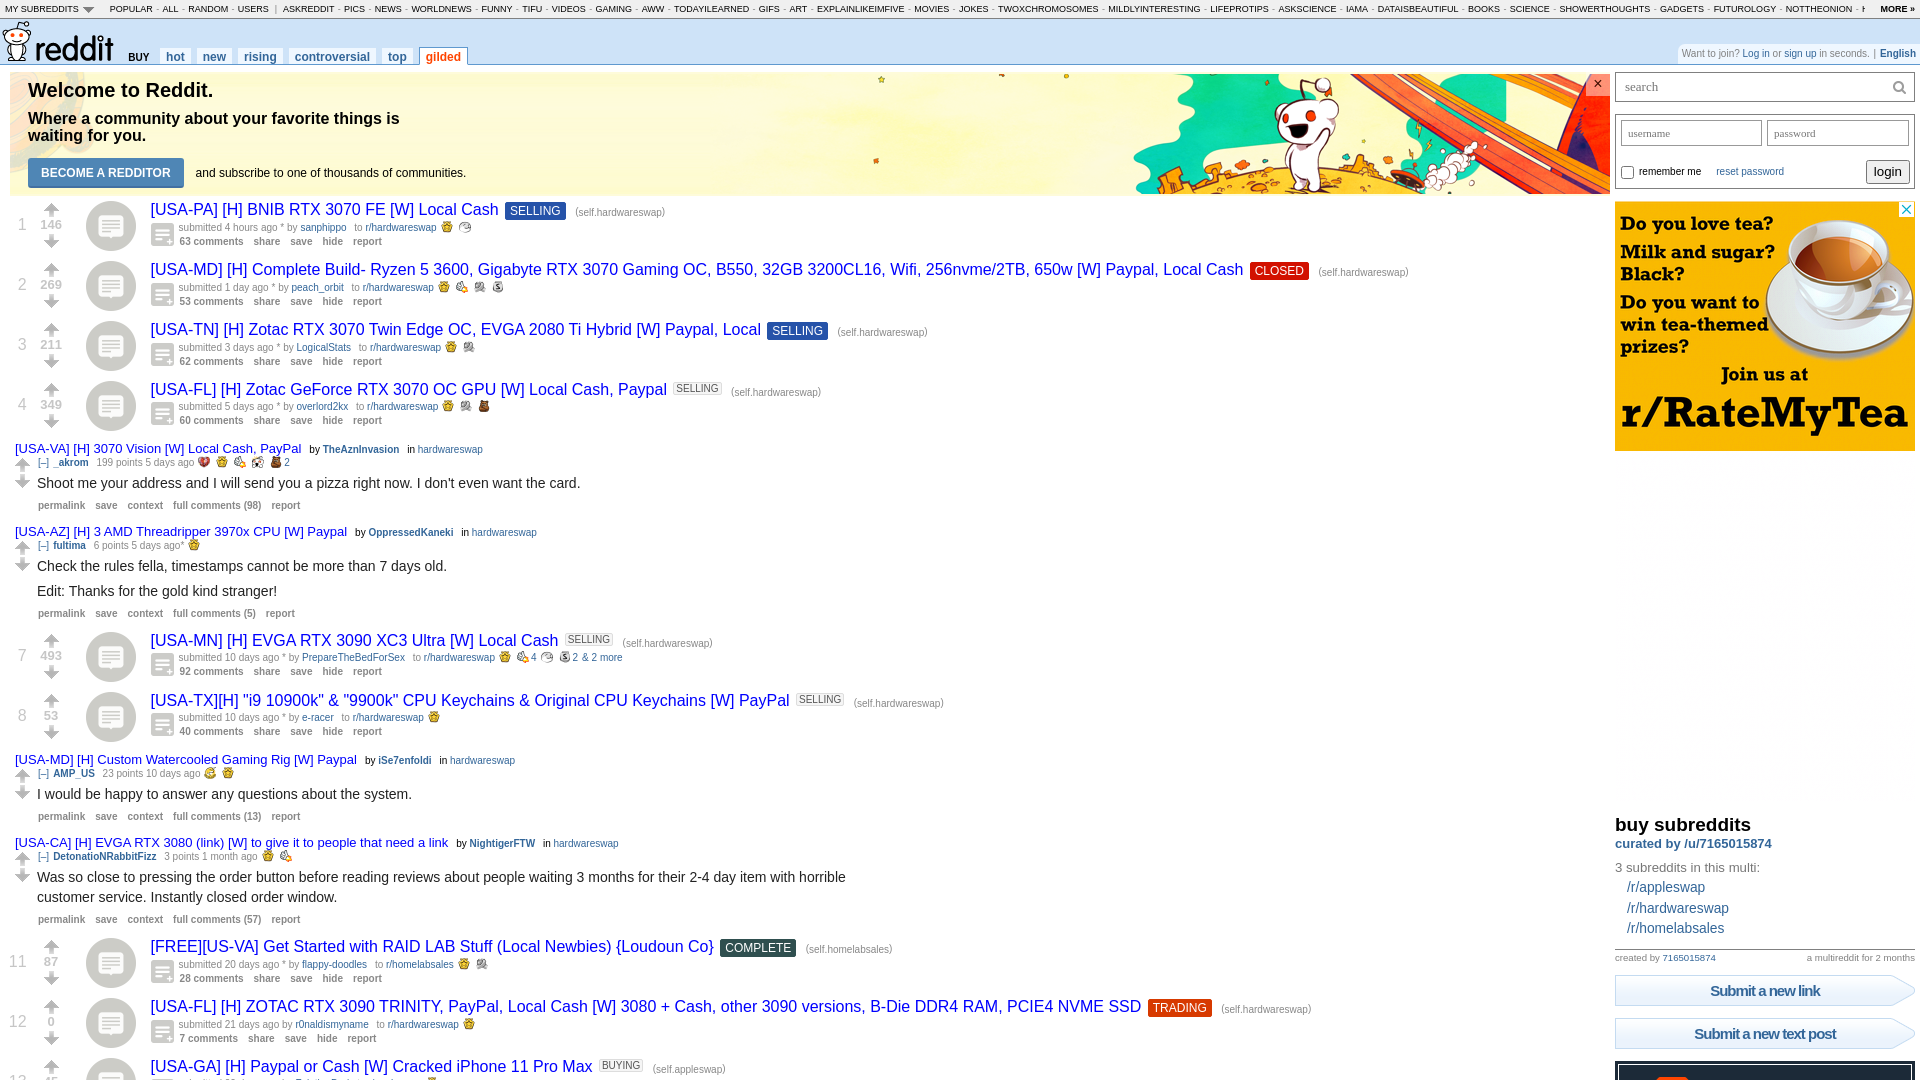 MY SUBREDDITS POPULAR - ALL - RANDOM - USERS | ASKREDDIT - PICS - NEWS - WORLDNEWS - FUNNY - TIFU - VIDEOS - GAMING - AWW - TODAYILEARNED - GIFS - ART - EXPLAINLIKEIMFIVE - MOVIES - JOKES - TWOXCHROMOSOMES - MILDLYINTERESTING - LIFEPROTIPS - ASKSCIENCE - IAMA - DATAISBEAUTIFUL - BOOKS - SCIENCE - SHOWERTHOUGHTS - GADGETS - FUTUROLOGY - NOTTHEONION - MORE »
reddit BUY hot new rising controversial top gilded
Want to join? Log in or sign up in seconds. | English
Welcome to Reddit.
Where a community about your favorite things is
waiting for you.
BECOME A REDDITOR and subscribe to one of thousands of communities.
×
1
146
[USA-PA] [H] BNIB RTX 3070 FE [W] Local Cash SELLING (self.hardwareswap)
submitted 4 hours ago * by sanphippo to r/hardwareswap
63 comments share save hide report
2
269
[USA-MD] [H] Complete Build- Ryzen 5 3600, Gigabyte RTX 3070 Gaming OC, B550, 32GB 3200CL16, Wifi, 256nvme/2TB, 650w [W] Paypal, Local Cash CLOSED (self.hardwareswap)
submitted 1 day ago * by peach_orbit to r/hardwareswap
53 comments share save hide report
3
211
[USA-TN] [H] Zotac RTX 3070 Twin Edge OC, EVGA 2080 Ti Hybrid [W] Paypal, Local SELLING (self.hardwareswap)
submitted 3 days ago * by LogicalStats to r/hardwareswap
62 comments share save hide report
4
349
[USA-FL] [H] Zotac GeForce RTX 3070 OC GPU [W] Local Cash, Paypal SELLING (self.hardwareswap)
submitted 5 days ago * by overlord2kx to r/hardwareswap
60 comments share save hide report
[USA-VA] [H] 3070 Vision [W] Local Cash, PayPal by TheAznInvasion in hardwareswap
[–] _akrom 199 points 5 days ago 2
Shoot me your address and I will send you a pizza right now. I don't even want the card.
permalink save context full comments (98) report
[USA-AZ] [H] 3 AMD Threadripper 3970x CPU [W] Paypal by OppressedKaneki in hardwareswap
[–] fultima 6 points 5 days ago*
Check the rules fella, timestamps cannot be more than 7 days old.
Edit: Thanks for the gold kind stranger!
permalink save context full comments (5) report
7
493
[USA-MN] [H] EVGA RTX 3090 XC3 Ultra [W] Local Cash SELLING (self.hardwareswap)
submitted 10 days ago * by PrepareTheBedForSex to r/hardwareswap 4 2 & 2 more
92 comments share save hide report
8
53
[USA-TX][H] "i9 10900k" & "9900k" CPU Keychains & Original CPU Keychains [W] PayPal SELLING (self.hardwareswap)
submitted 10 days ago * by e-racer to r/hardwareswap
40 comments share save hide report
[USA-MD] [H] Custom Watercooled Gaming Rig [W] Paypal by iSe7enfoldi in hardwareswap
[–] AMP_US 23 points 10 days ago
I would be happy to answer any questions about the system.
permalink save context full comments (13) report
[USA-CA] [H] EVGA RTX 3080 (link) [W] to give it to people that need a link by NightigerFTW in hardwareswap
[–] DetonatioNRabbitFizz 3 points 1 month ago
Was so close to pressing the order button before reading reviews about people waiting 3 months for their 2-4 day item with horrible
customer service. Instantly closed order window.
permalink save context full comments (57) report
11
87
[FREE][US-VA] Get Started with RAID LAB Stuff (Local Newbies) {Loudoun Co} COMPLETE (self.homelabsales)
submitted 20 days ago * by flappy-doodles to r/homelabsales
28 comments share save hide report
12
0
[USA-FL] [H] ZOTAC RTX 3090 TRINITY, PayPal, Local Cash [W] 3080 + Cash, other 3090 versions, B-Die DDR4 RAM, PCIE4 NVME SSD TRADING (self.hardwareswap)
submitted 21 days ago by r0naldismyname to r/hardwareswap
7 comments share save hide report
[USA-GA] [H] Paypal or Cash [W] Cracked iPhone 11 Pro Max BUYING (self.appleswap)
search
username password
remember me reset password login
Do you love tea?
Milk and sugar?
Black?
Do you want to
win tea-themed
prizes?
Join us at
r/RateMyTea
buy subreddits
curated by /u/7165015874
3 subreddits in this multi:
/r/appleswap
/r/hardwareswap
/r/homelabsales
created by 7165015874 a multireddit for 2 months
Submit a new link
Submit a new text post